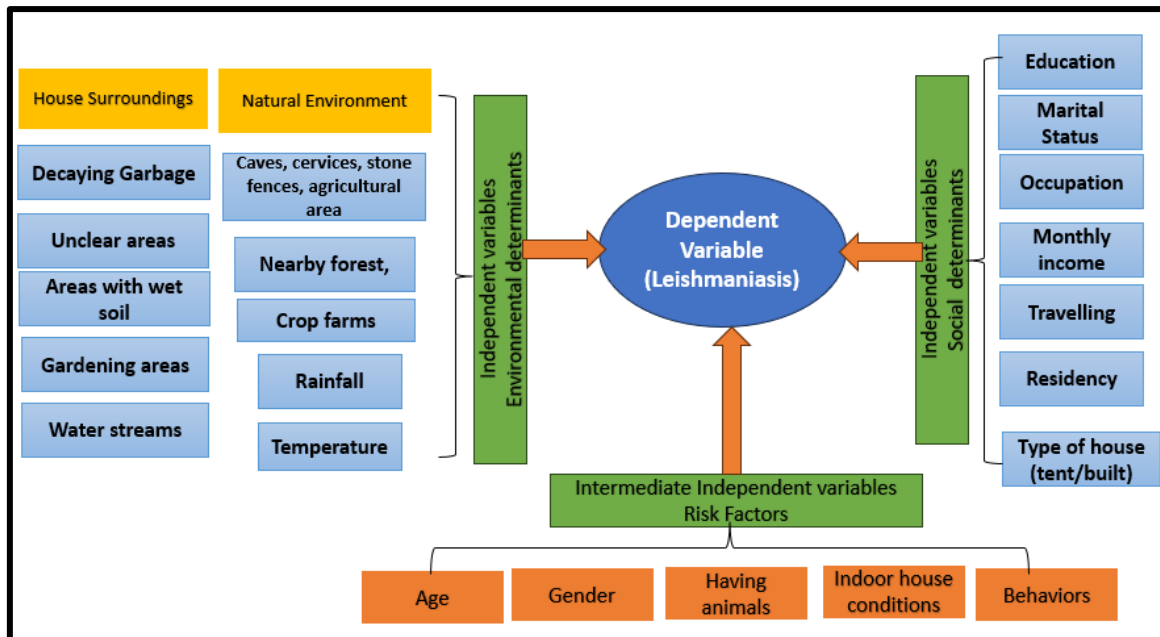 House Surroundings
Decaying Garbage
Unclear areas
Areas with wet
soil
Gardening areas
Water streams
Natural Environment
Caves, cervices, stone
fences, agricultural
area
Nearby forest,
Crop farms
Rainfall
Temperature
Independent variables
Environmental determinants
Dependent
Variable
(Leishmaniasis)
Independent variables
Social determinants
Education
Marital
Status
Occupation
Monthly
income
Travelling
Residency
Type of house
(tent/built)
Intermediate Independent variables
Risk Factors
Age
Gender
Having
animals
Indoor house
conditions
Behaviors